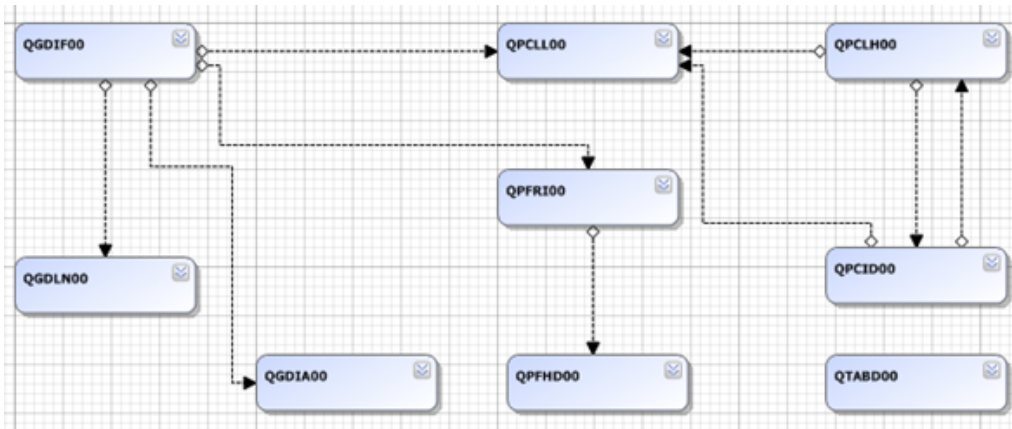 QGDIF00
QPCLL00
QPCLH00
QPFRI00
QGDLN00
QPCID00
QGDIA00
QPFHD00
QTABD00